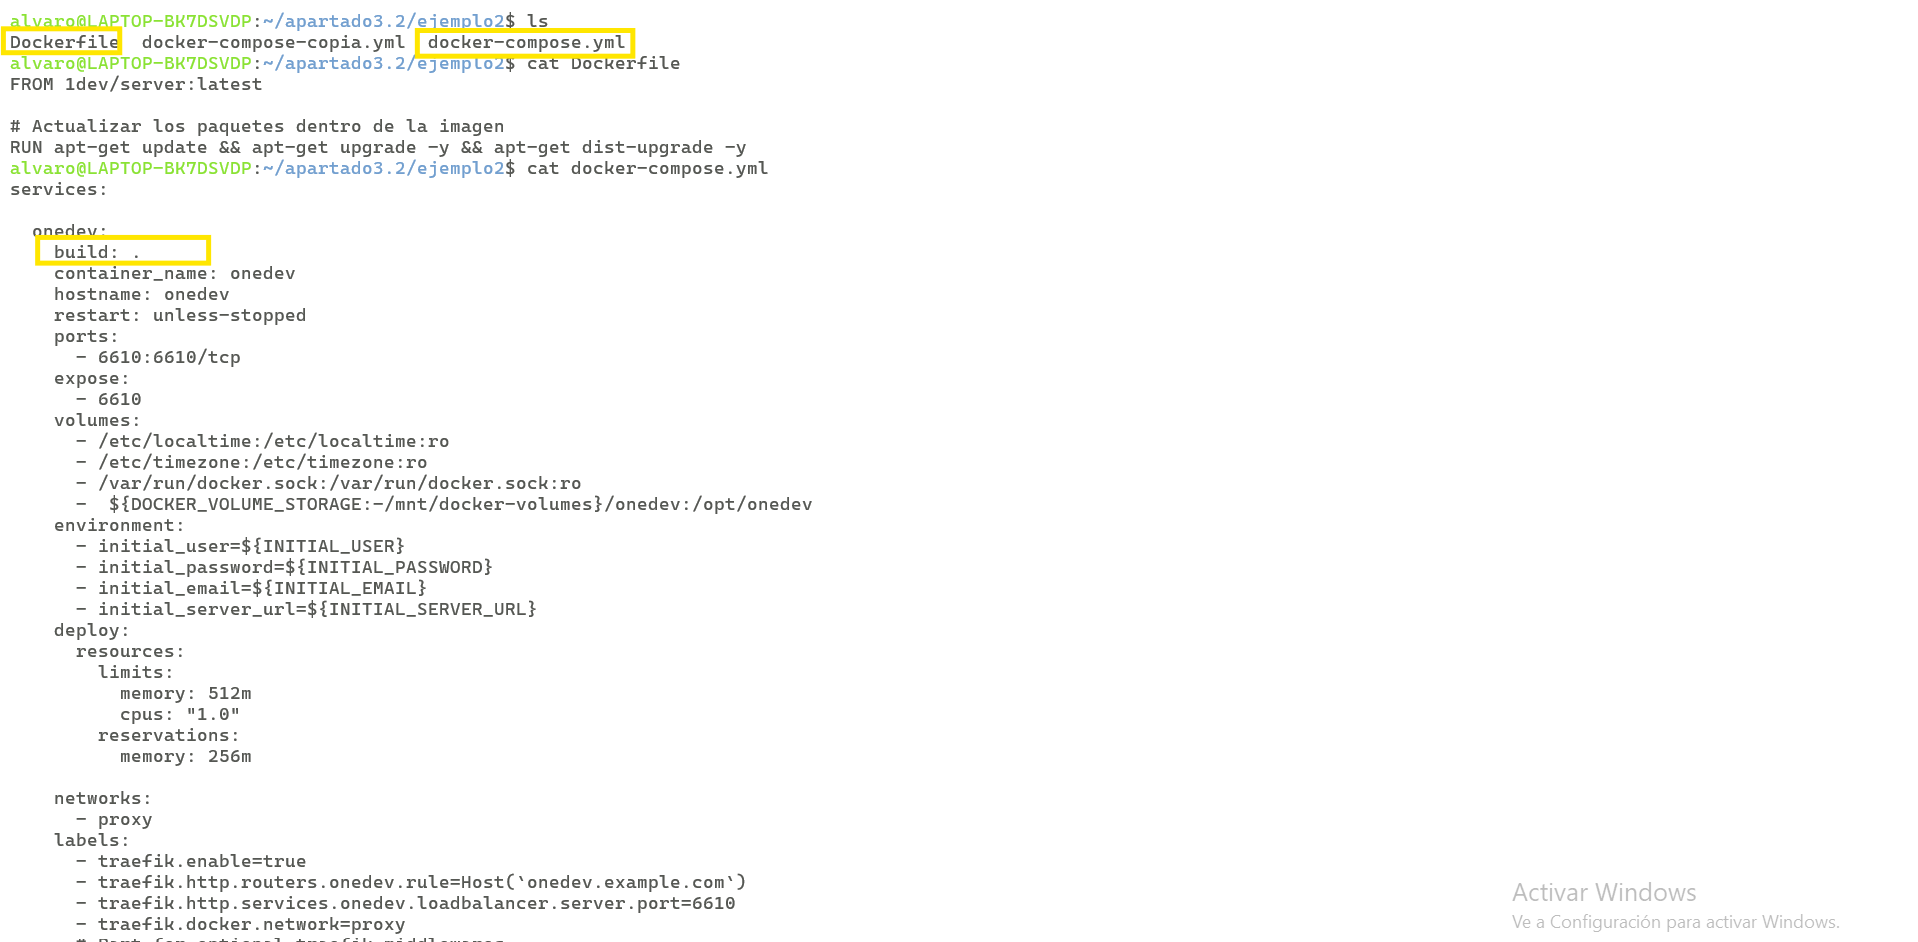 alvaro@LAPTOP-BK7DSVDP:~/apartado3.2/ejemplo2$ ls
Dockerfile  docker-compose-copia.yml  docker-compose.yml
alvaro@LAPTOP-BK7DSVDP:~/apartado3.2/ejemplo2$ cat Dockerfile
FROM 1dev/server:latest

# Actualizar los paquetes dentro de la imagen
RUN apt-get update && apt-get upgrade -y && apt-get dist-upgrade -y
alvaro@LAPTOP-BK7DSVDP:~/apartado3.2/ejemplo2$ cat docker-compose.yml
services:

  onedev:
    build: .
    container_name: onedev
    hostname: onedev
    restart: unless-stopped
    ports:
      - 6610:6610/tcp
    expose:
      - 6610
    volumes:
      - /etc/localtime:/etc/localtime:ro
      - /etc/timezone:/etc/timezone:ro
      - /var/run/docker.sock:/var/run/docker.sock:ro
      -  ${DOCKER_VOLUME_STORAGE:-/mnt/docker-volumes}/onedev:/opt/onedev
    environment:
      - initial_user=${INITIAL_USER}
      - initial_password=${INITIAL_PASSWORD}
      - initial_email=${INITIAL_EMAIL}
      - initial_server_url=${INITIAL_SERVER_URL}
    deploy:
      resources:
        limits:
          memory: 512m
          cpus: "1.0"
        reservations:
          memory: 256m

    networks:
      - proxy
    labels:
      - traefik.enable=true
      - traefik.http.routers.onedev.rule=Host(`onedev.example.com`)
      - traefik.http.services.onedev.loadbalancer.server.port=6610
      - traefik.docker.network=proxy
      # Part for optional traefik middlewares
Activar Windows
Ve a Configuración para activar Windows.